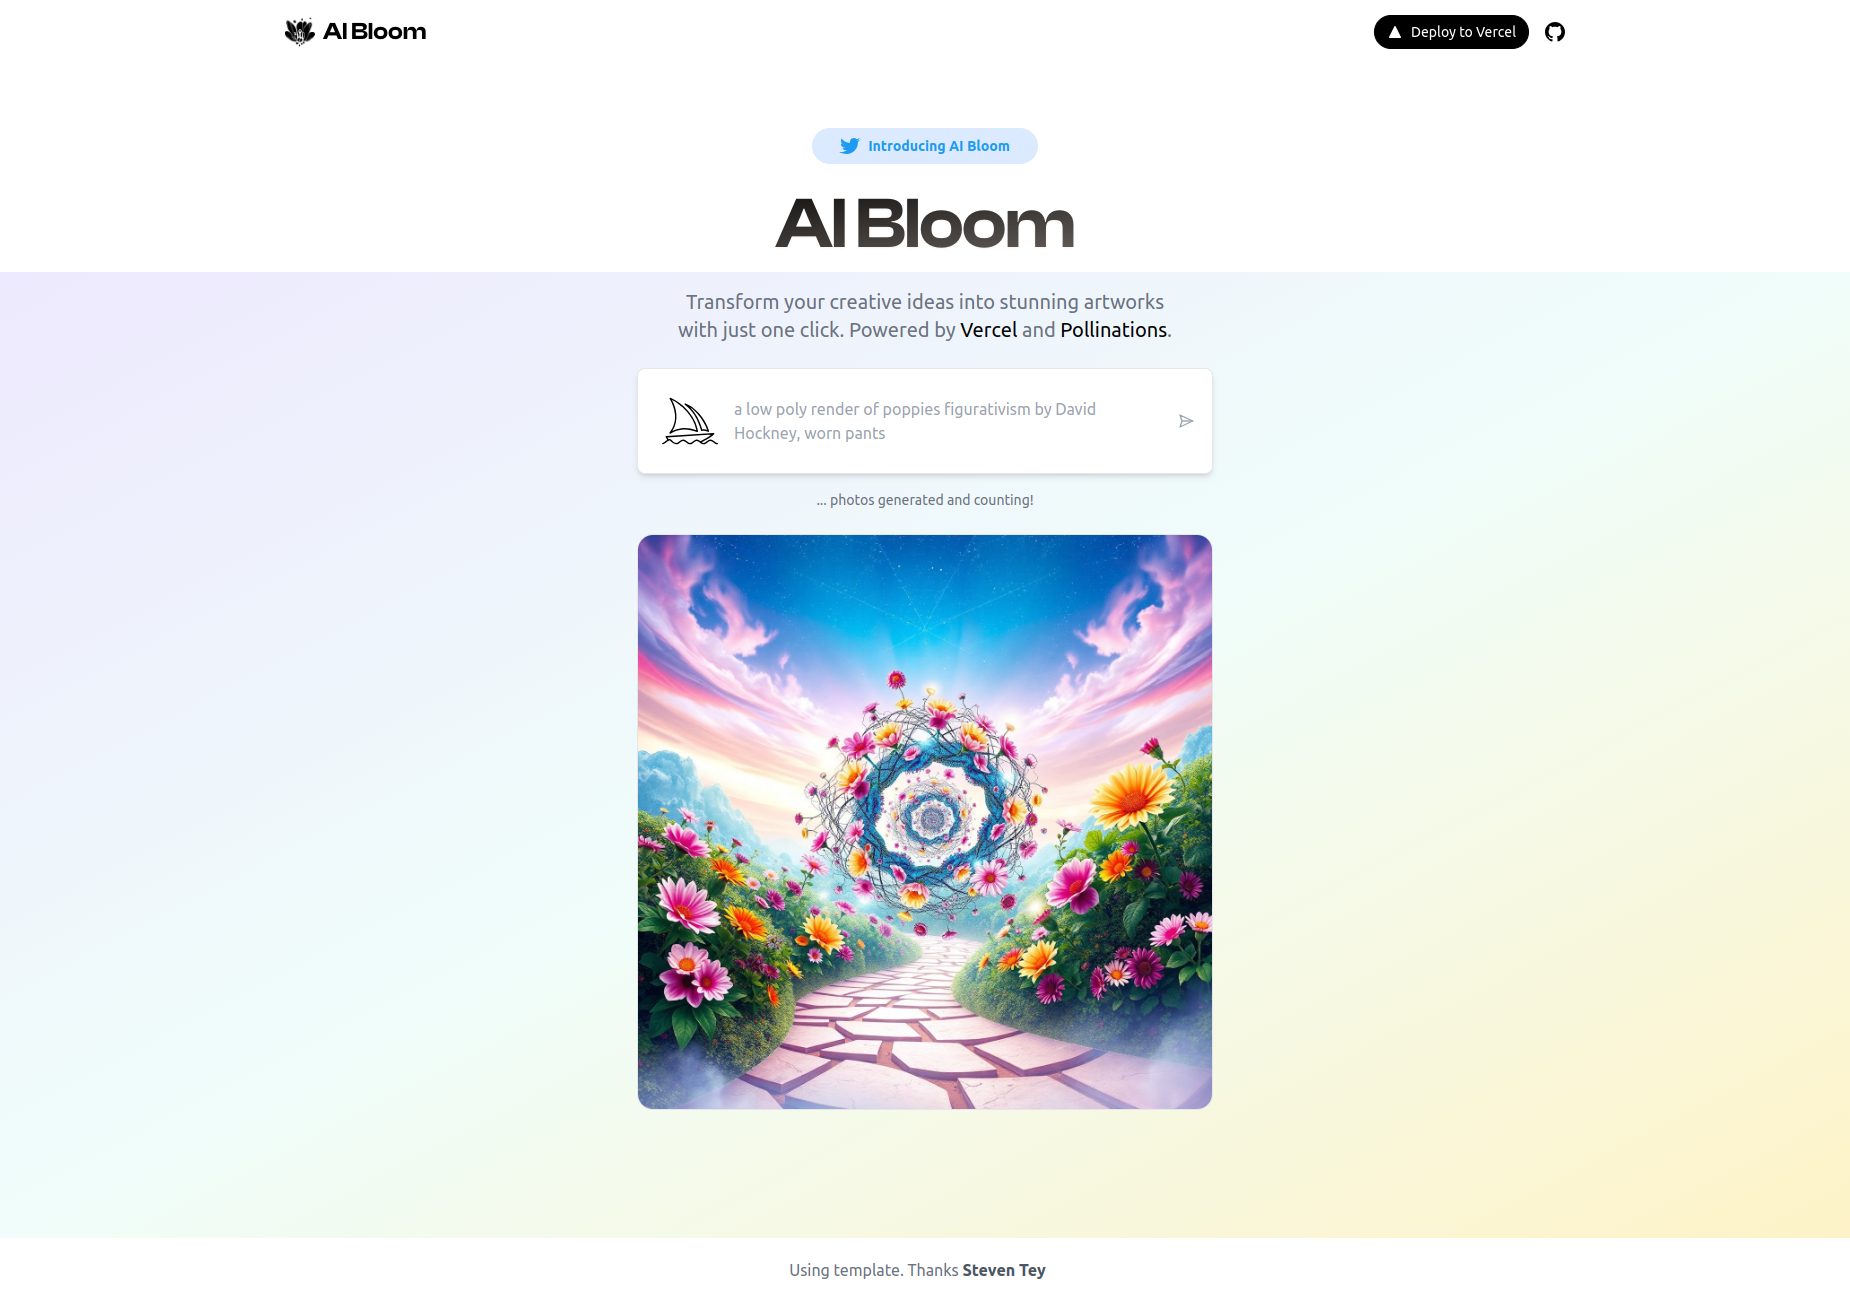 AI Bloom
Deploy to Vercel
Introducing AI Bloom
AI Bloom
Transform your creative ideas into stunning artworks
with just one click. Powered by Vercel and Pollinations.
a low poly render of poppies figurativism by David
Hockney, worn pants
... photos generated and counting!
Using template. Thanks Steven Tey